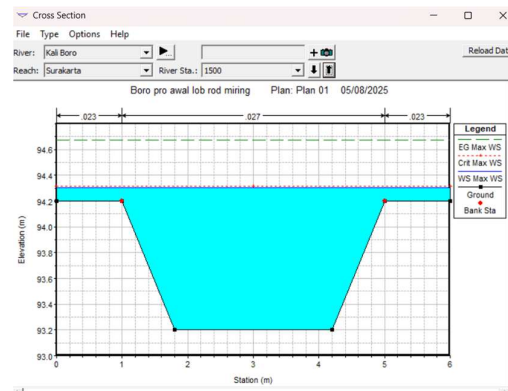 Cross Section
File Type Options Help
River: Kali Boro
Reload Dat
Reach: Surakarta River Sta.: 1500
Boro pro awal lob rod miring Plan: Plan 01 05/08/2025
.023 .027 .023
Legend
EG Max WS
Crit Max WS
WS Max WS
Ground
Bank Sta
94.6
94.4
94.2
94.0
93.8
93.6
93.4
93.2
93.0
Elevation (m)
0 1 2 3 4 5 6
Station (m)